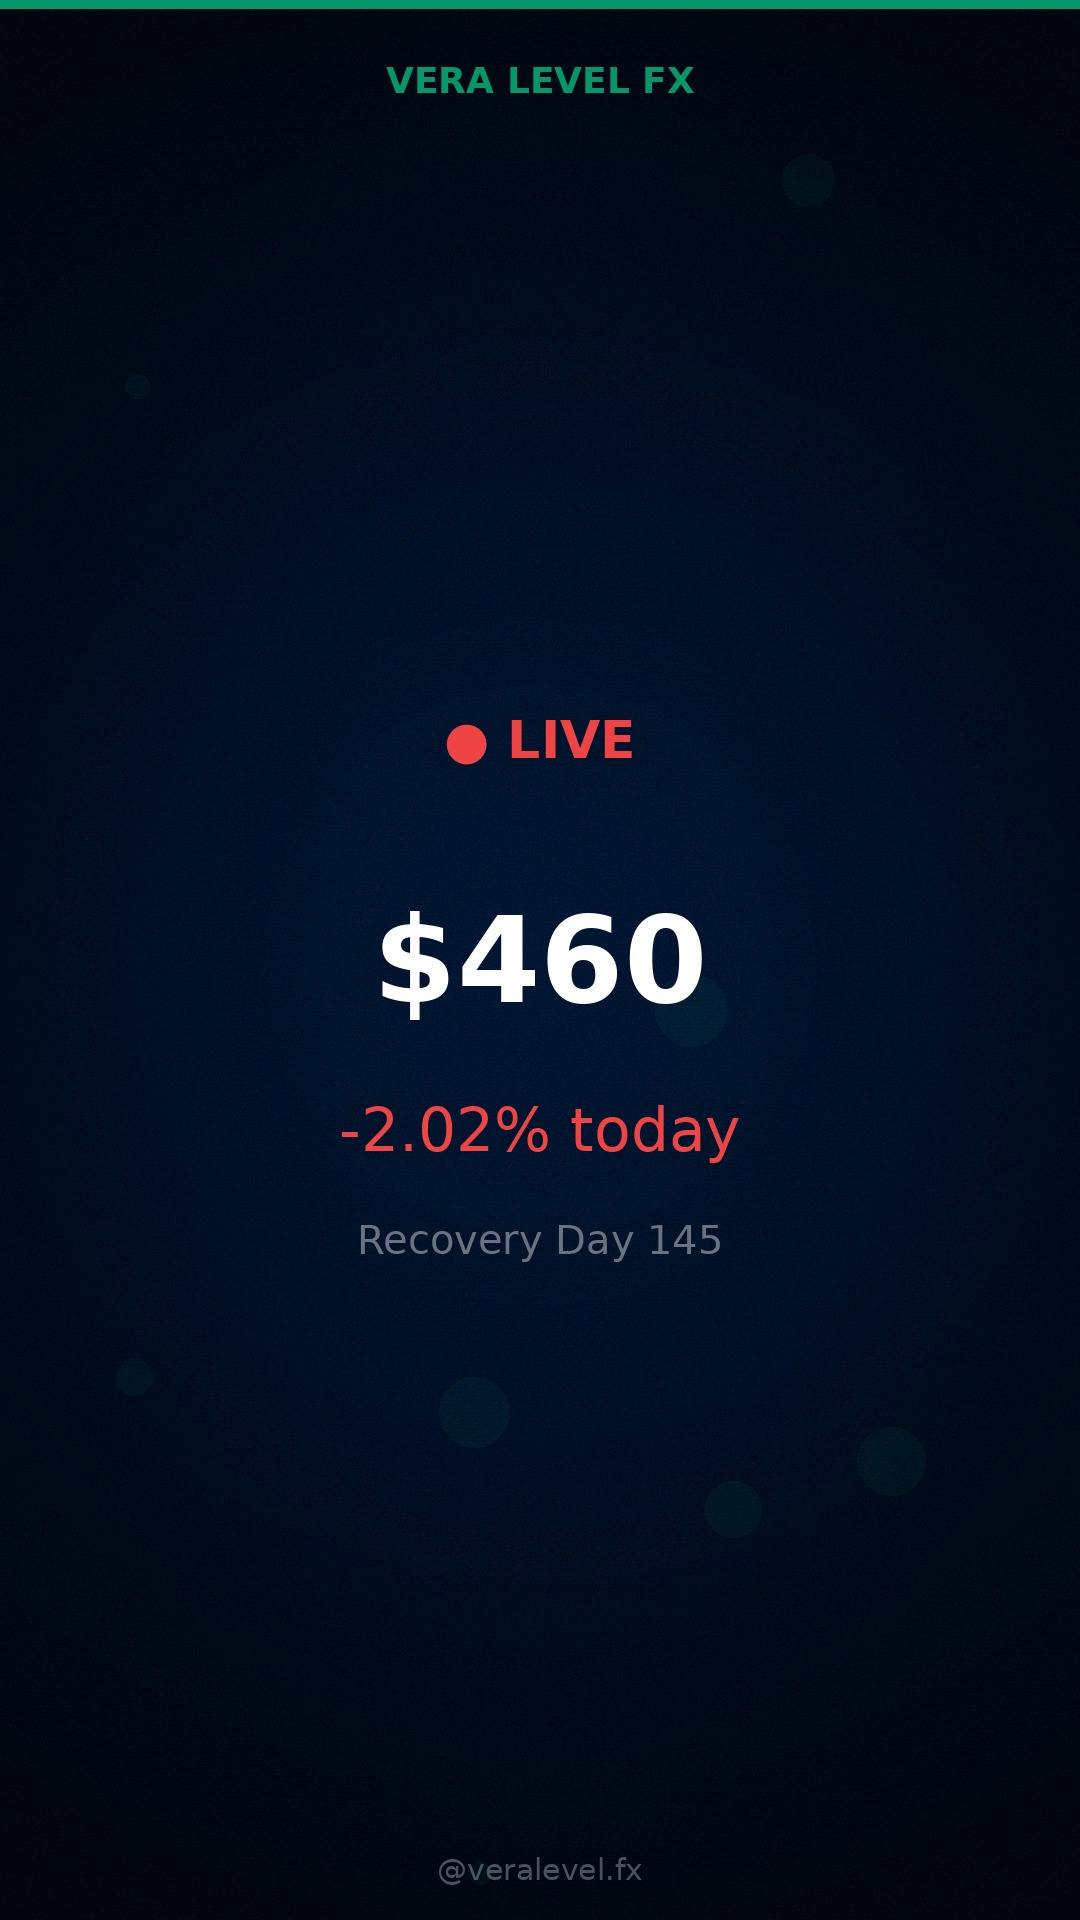 VERA LEVEL FX
● LIVE
$460
-2.02% today
Recovery Day 145
@veralevel.fx